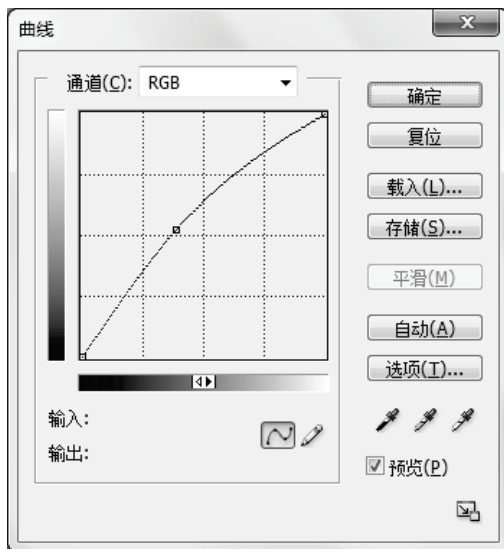 曲线
通道(C): RGB
确定
复位
载入(L)...
存储(S)...
平滑(M)
自动(A)
选项(T)...
输入:
输出:
预览(P)